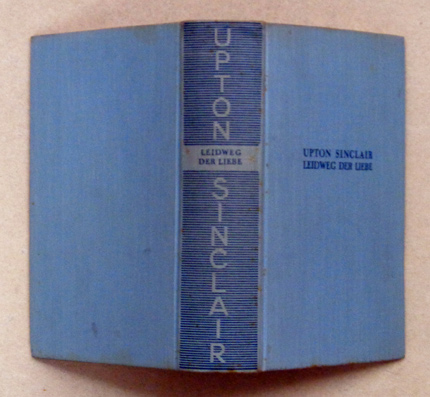 UPTON SINCLAIR
LEIDWEG
DER LIEBE
UPTON SINCLAIR
LEIDWEG DER LIEBE